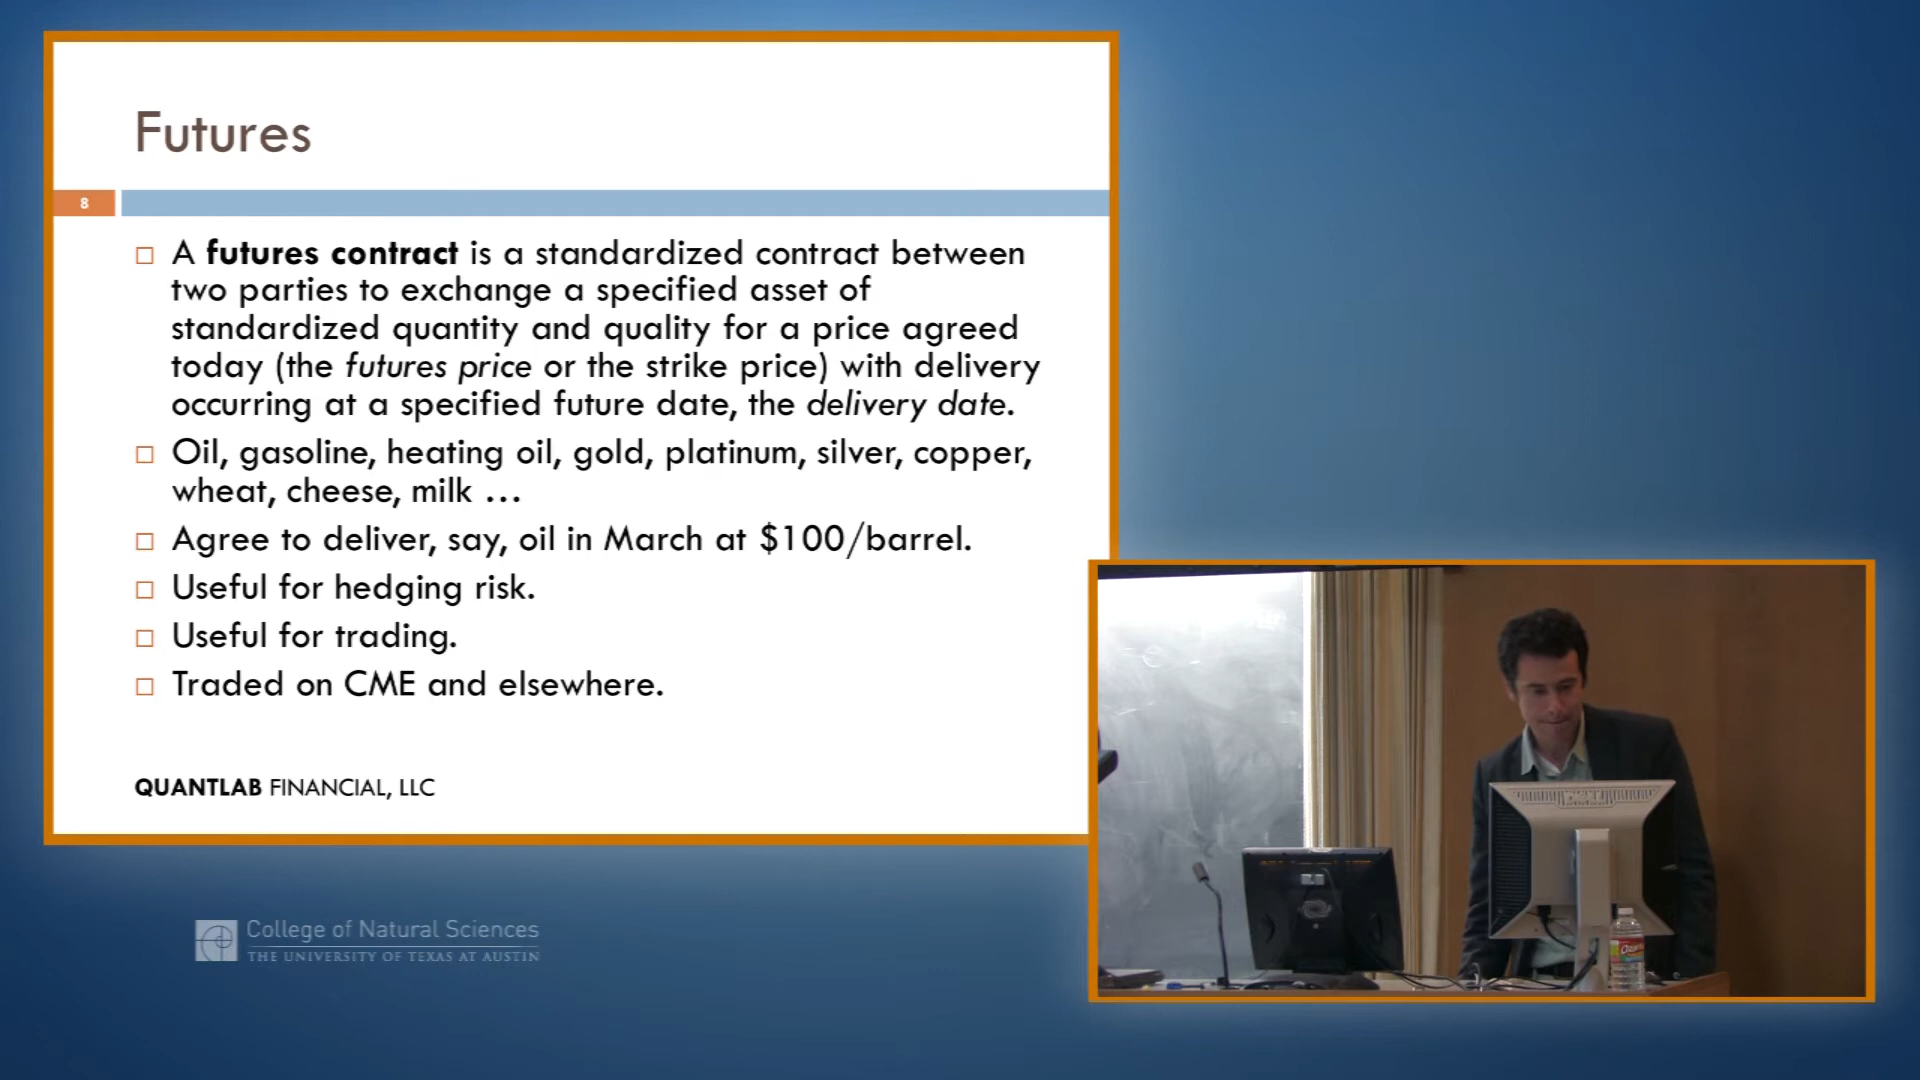 Futures
8
A futures contract is a standardized contract between
two parties to exchange a specified asset of
standardized quantity and quality for a price agreed
today (the futures price or the strike price) with delivery
occurring at a specified future date, the delivery date.
Oil, gasoline, heating oil, gold, platinum, silver, copper,
wheat, cheese, milk …
Agree to deliver, say, oil in March at $100/barrel.
Useful for hedging risk.
Useful for trading.
Traded on CME and elsewhere.
QUANTLAB FINANCIAL, LLC
College of Natural Sciences
THE UNIVERSITY OF TEXAS AT AUSTIN